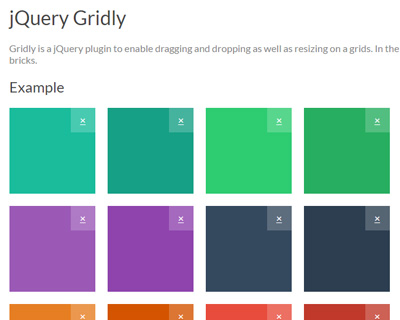 jQuery Gridly
Gridly is a jQuery plugin to enable dragging and dropping as well as resizing on a grids. In the
bricks.
Example
× × × ×
× × × ×
× × × ×